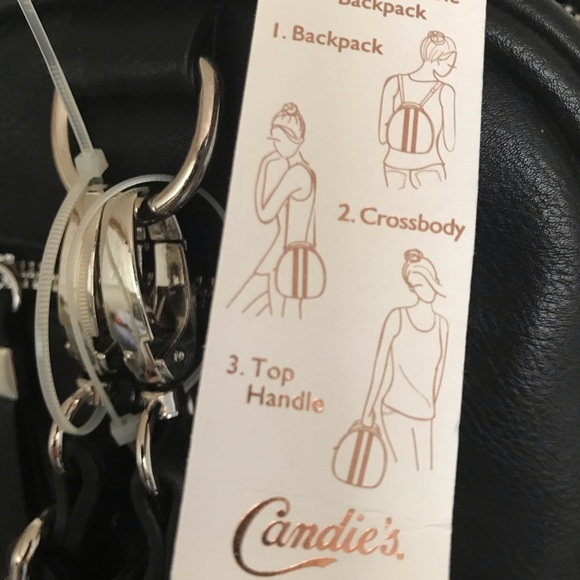 Backpack
1. Backpack
2. Crossbody
3. Top
Handle
Candie's.